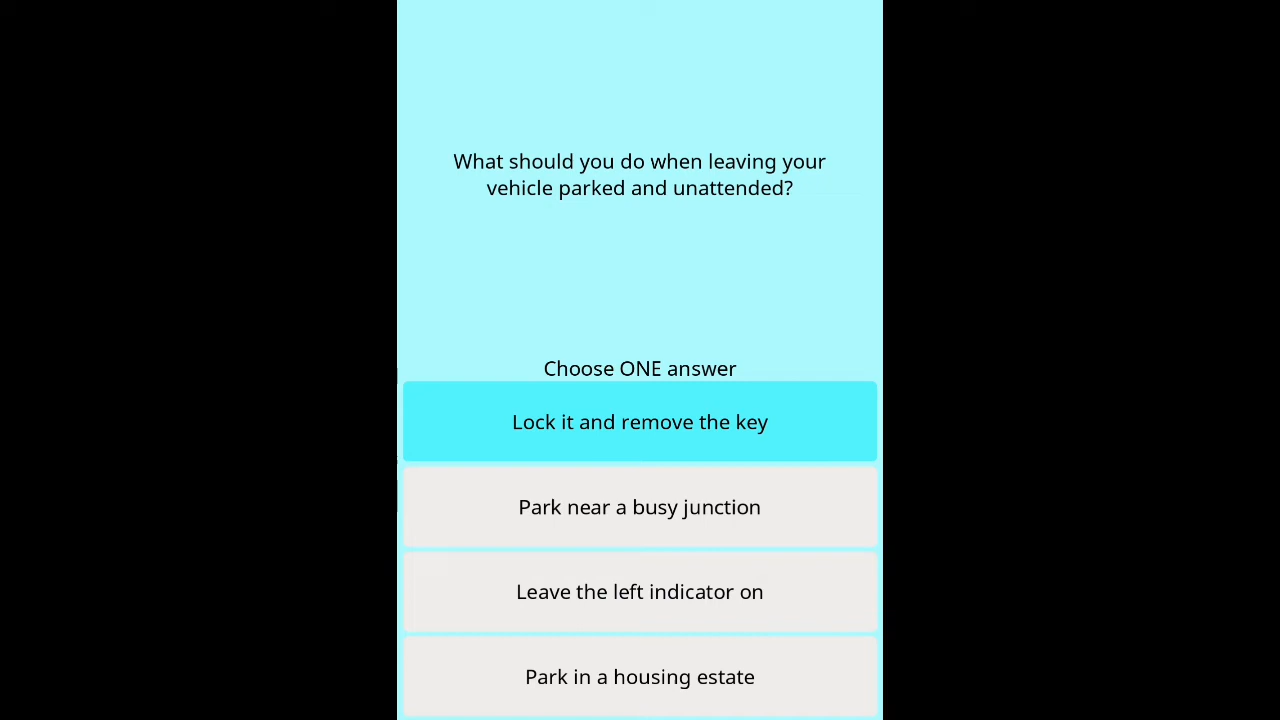 What should you do when leaving your
vehicle parked and unattended?
Choose ONE answer
Lock it and remove the key
Park near a busy junction
Leave the left indicator on
Park in a housing estate